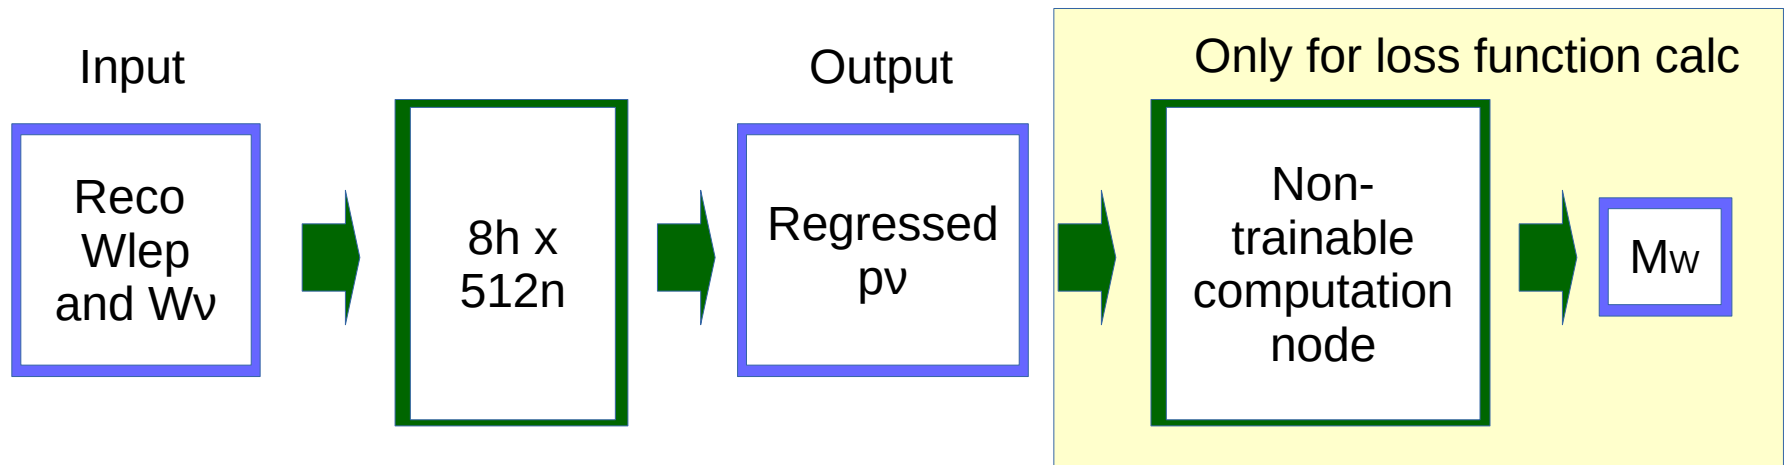 Input
Reco
Wlep
and Wν
8h x
512n
Output
Regressed
pν
Only for loss function calc
Non-
trainable
computation
node
Mw